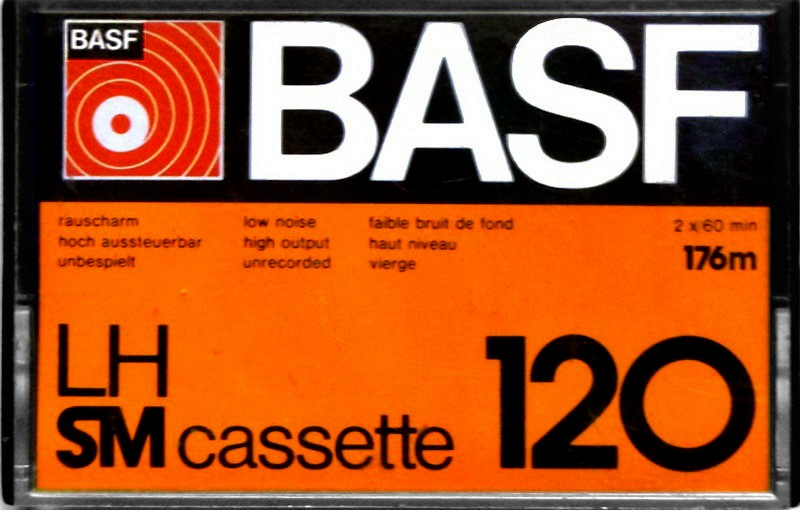 BASF
BASF
rauscharm
hoch aussteuerbar
unbespielt
low noise
high output
unrecorded
faible bruit de fond
haut niveau
vierge
2 x 60 min
176m
LH
SM cassette
120